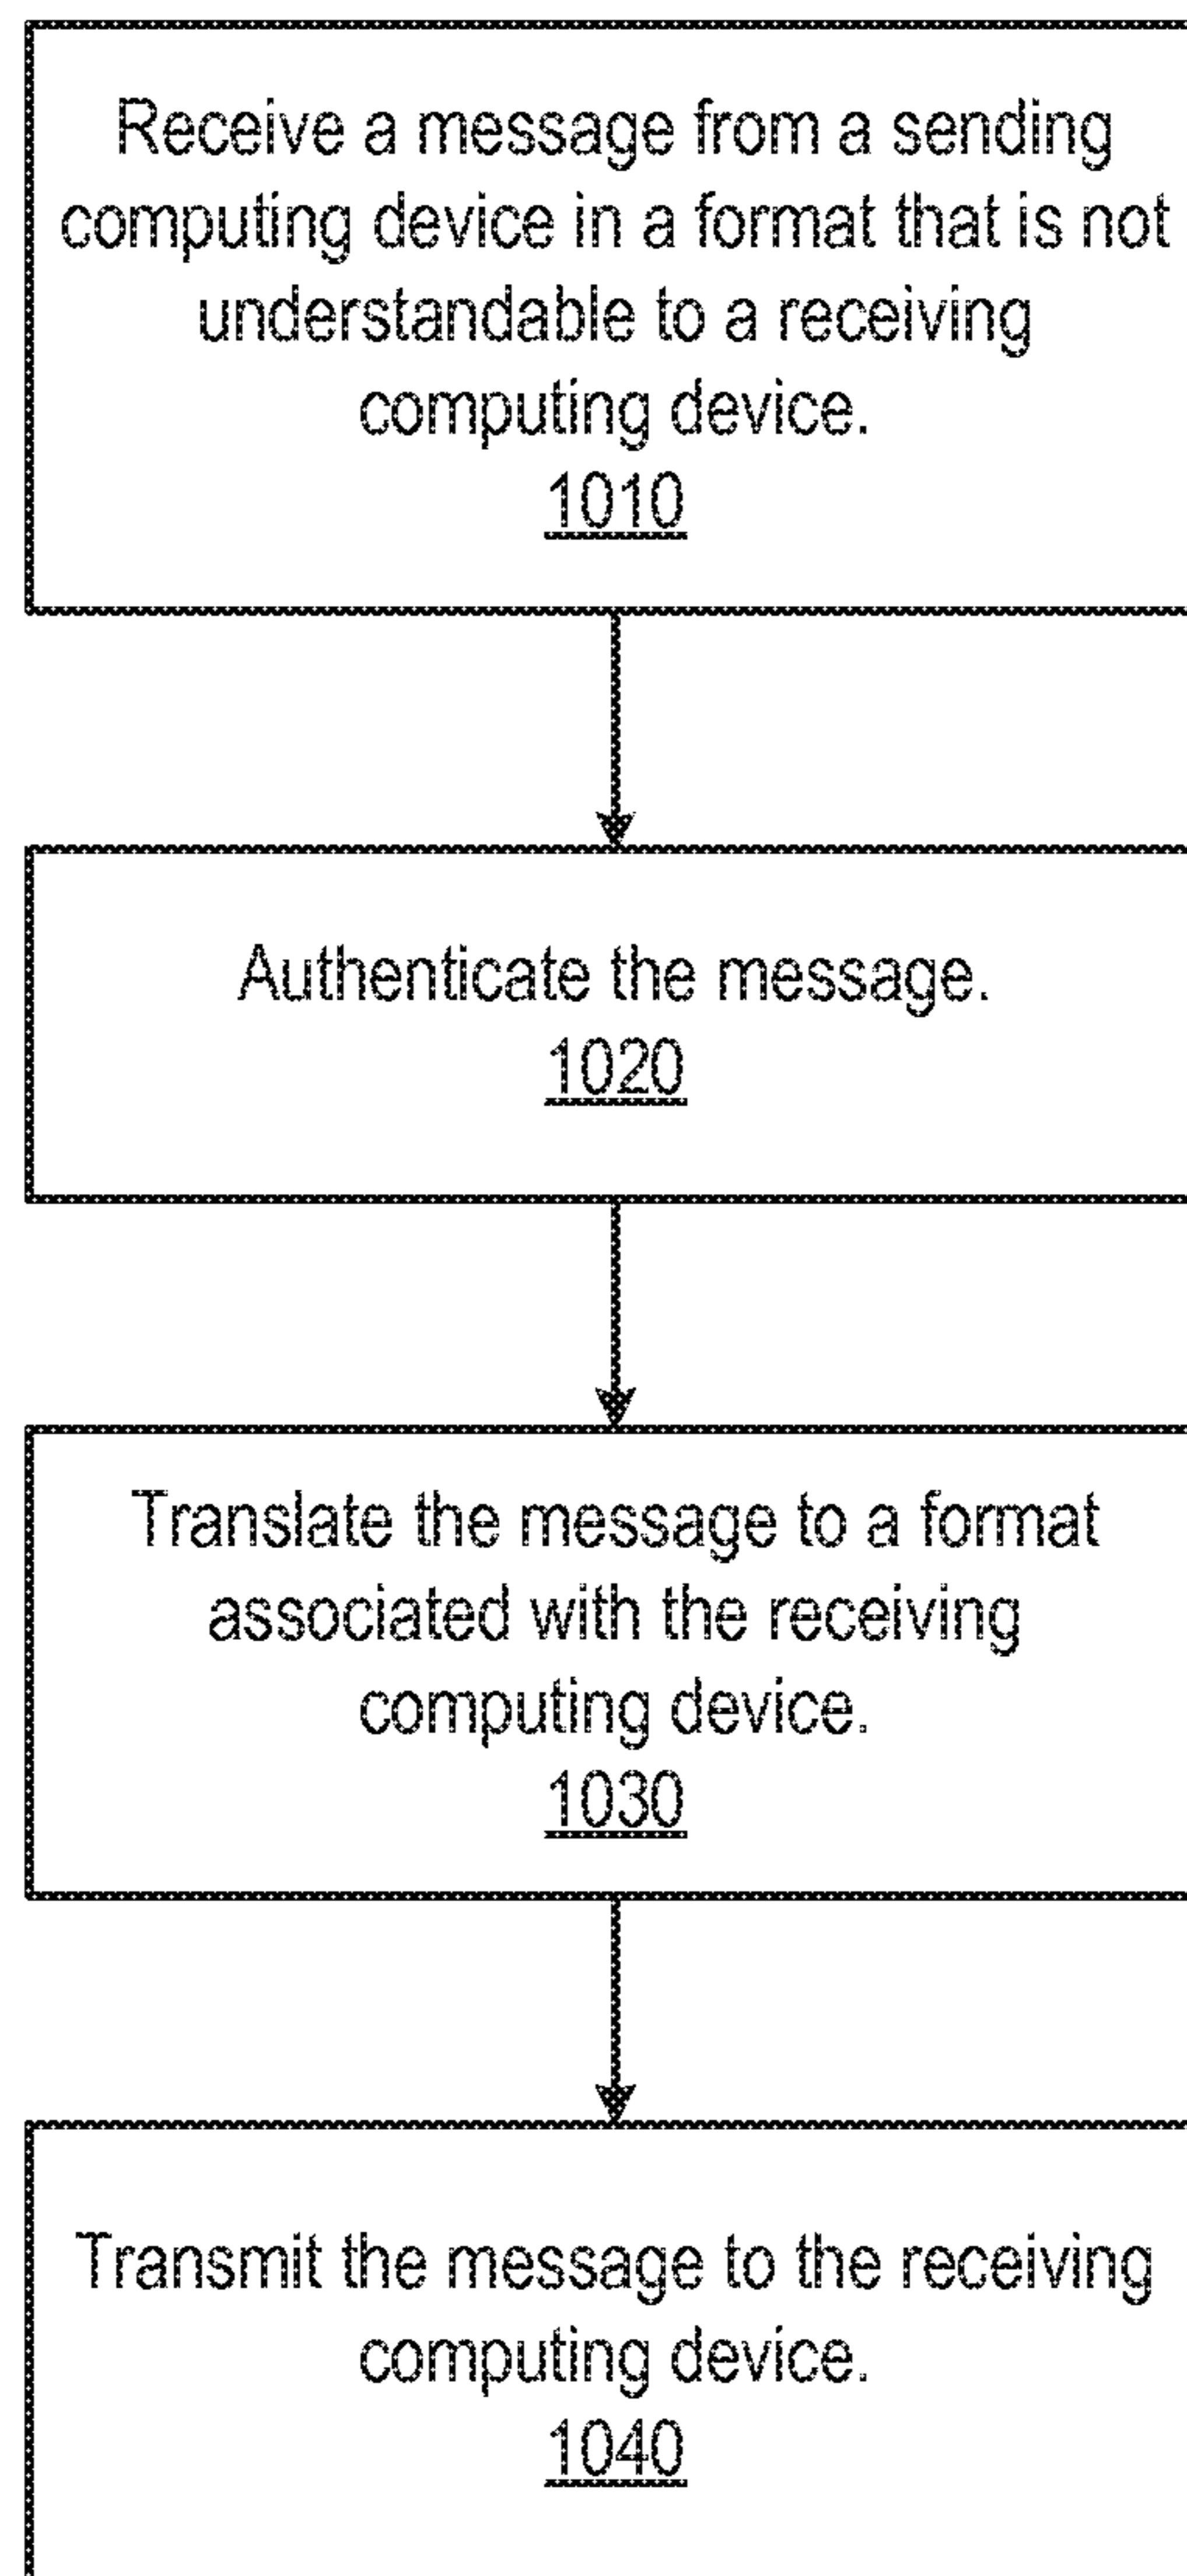 Receive a message from a sending
computing device in a format that is not
understandable to a receiving
computing device.
1010
Authenticate the message.
1020
Translate the message to a format
associated with the receiving
computing device.
1030
Transmit the message to the receiving
computing device.
1040